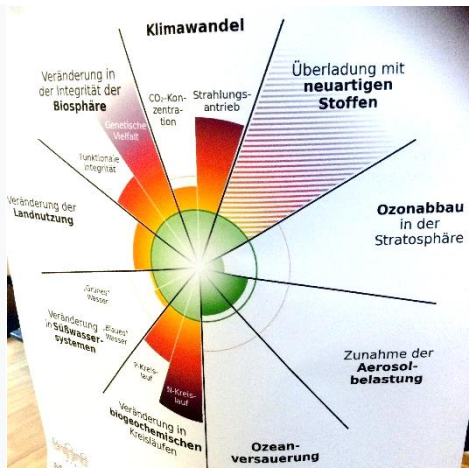 Klimawandel
CO₂-Kon-
zentra-
tion
Strahlungs-
antrieb
Überladung mit
neuartigen
Stoffen
Ozonabbau
in der
Stratosphäre
Zunahme der
Aerosol-
belastung
Ozean-
versauerung
Veränderung in
biogeochemischen
Kreisläufen
P-Kreis-
lauf
N-Kreis-
lauf
Veränderung
in Süßwasser-
systemen
„Grünes“
Wasser
„Blaues“
Wasser
Veränderung der
Landnutzung
Veränderung in
der Integrität der
Biosphäre
Genetische
Vielfalt
Funktionale
Integrität